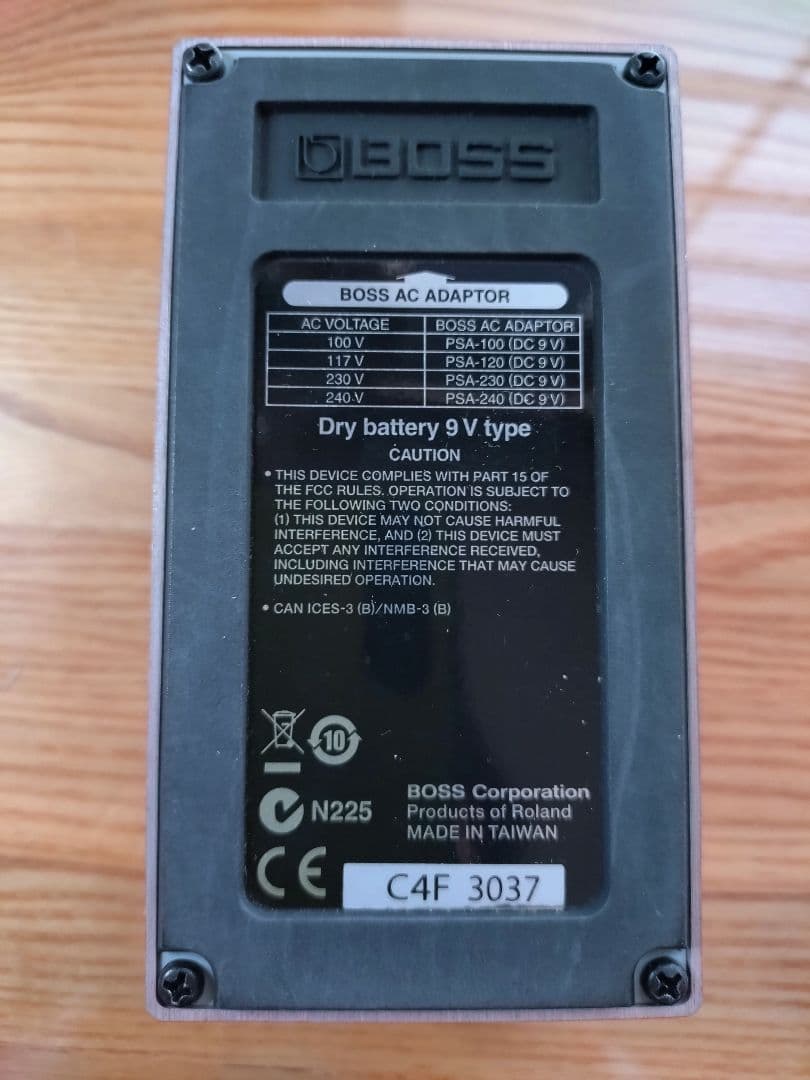 BOSS
BOSS AC ADAPTOR
AC VOLTAGE BOSS AC ADAPTOR
100 V PSA-100 (DC 9 V)
117 V PSA-120 (DC 9 V)
230 V PSA-230 (DC 9 V)
240 V PSA-240 (DC 9 V)
Dry battery 9 V type
CAUTION
• THIS DEVICE COMPLIES WITH PART 15 OF
THE FCC RULES. OPERATION IS SUBJECT TO
THE FOLLOWING TWO CONDITIONS:
(1) THIS DEVICE MAY NOT CAUSE HARMFUL
INTERFERENCE, AND (2) THIS DEVICE MUST
ACCEPT ANY INTERFERENCE RECEIVED,
INCLUDING INTERFERENCE THAT MAY CAUSE
UNDESIRED OPERATION.
• CAN ICES-3 (B)/NMB-3 (B)
10
N225
BOSS Corporation
Products of Roland
MADE IN TAIWAN
CE
C4F 3037